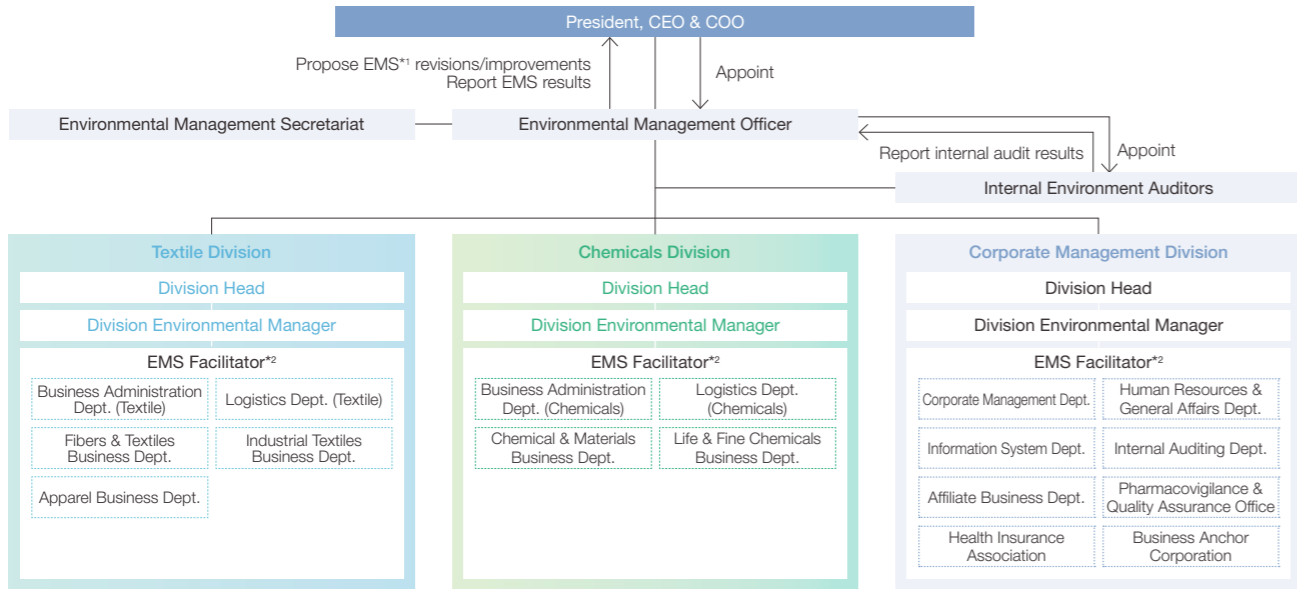 President, CEO & COO
Propose EMS*1 revisions/improvements
Report EMS results
Appoint
Environmental Management Secretariat
Environmental Management Officer
Report internal audit results
Appoint
Internal Environment Auditors
Textile Division
Division Head
Division Environmental Manager
EMS Facilitator*2
Business Administration
Dept. (Textile)
Logistics Dept. (Textile)
Fibers & Textiles
Business Dept.
Industrial Textiles
Business Dept.
Apparel Business Dept.
Chemicals Division
Division Head
Division Environmental Manager
EMS Facilitator*2
Business Administration
Dept. (Chemicals)
Logistics Dept.
(Chemicals)
Chemical & Materials
Business Dept.
Life & Fine Chemicals
Business Dept.
Corporate Management Division
Division Head
Division Environmental Manager
EMS Facilitator*2
Corporate Management Dept.
Human Resources &
General Affairs Dept.
Information System Dept.
Internal Auditing Dept.
Affiliate Business Dept.
Pharmacovigilance &
Quality Assurance Office
Health Insurance
Association
Business Anchor
Corporation